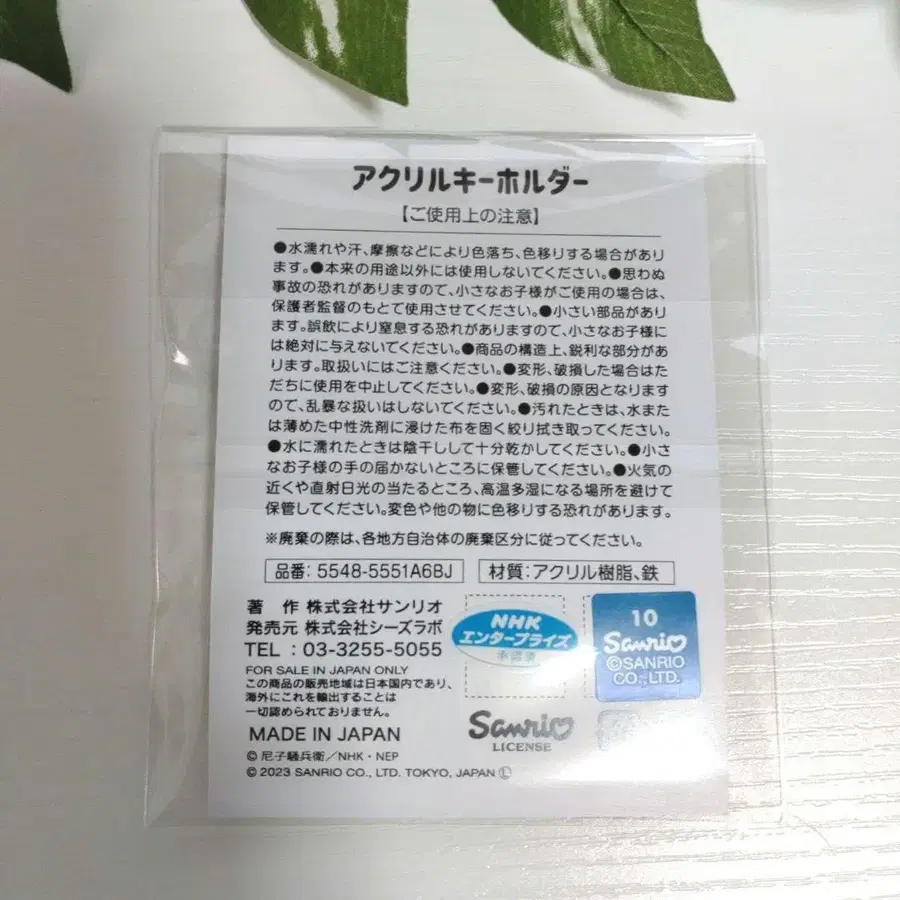 アクリルキーホルダー
【ご使用上の注意】
●水濡れや汗、摩擦などにより色落ち、色移りする場合があり
ます。●本来の用途以外には使用しないでください。●思わぬ
事故の恐れがありますので、小さなお子様がご使用の場合は、
保護者監督のもとで使用させてください。●小さい部品があり
ます。誤飲により窒息する恐れがありますので、小さなお子様に
は絶対に与えないでください。●商品の構造上、鋭利な部分があ
ります。取扱いにはご注意ください。●変形、破損した場合はた
だちに使用を中止してください。●変形、破損の原因となります
ので、乱暴な扱いはしないでください。●汚れたときは、水また
は薄めた中性洗剤に浸けた布を固く絞り拭き取ってください。
●水に濡れたときは陰干しして十分乾かしてください。●小さ
なお子様の手の届かないところに保管してください。●火気の
近くや直射日光の当たるところ、高温多湿になる場所を避けて
保管してください。変色や他の物に色移りする恐れがあります。
※廃棄の際は、各地方自治体の廃棄区分に従ってください。
品番：5548-5551A6BJ
材質：アクリル樹脂、鉄
著　作 株式会社サンリオ
発売元 株式会社シーズラボ
TEL：03-3255-5055
FOR SALE IN JAPAN ONLY
この商品の販売地域は日本国内であり、
海外にこれを輸出することは
一切認められておりません。
MADE IN JAPAN
©尼子騒兵衛／NHK・NEP
© 2023 SANRIO CO., LTD. TOKYO, JAPAN Ⓛ
NHK
エンタープライズ
承認済
10
Sanrio
©SANRIO
CO., LTD.
Sanrio
LICENSE